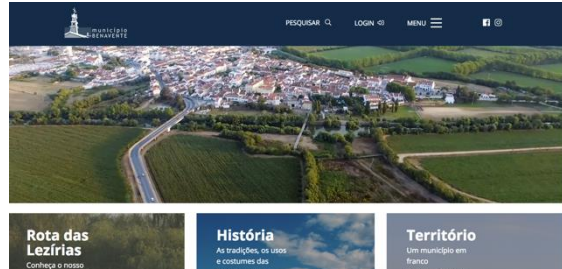 município
BENAVENTE
PESQUISAR
LOGIN
MENU
Rota das
Lezírias
Conheça o nosso
História
As tradições, os usos
e costumes das
Território
Um município em
franco